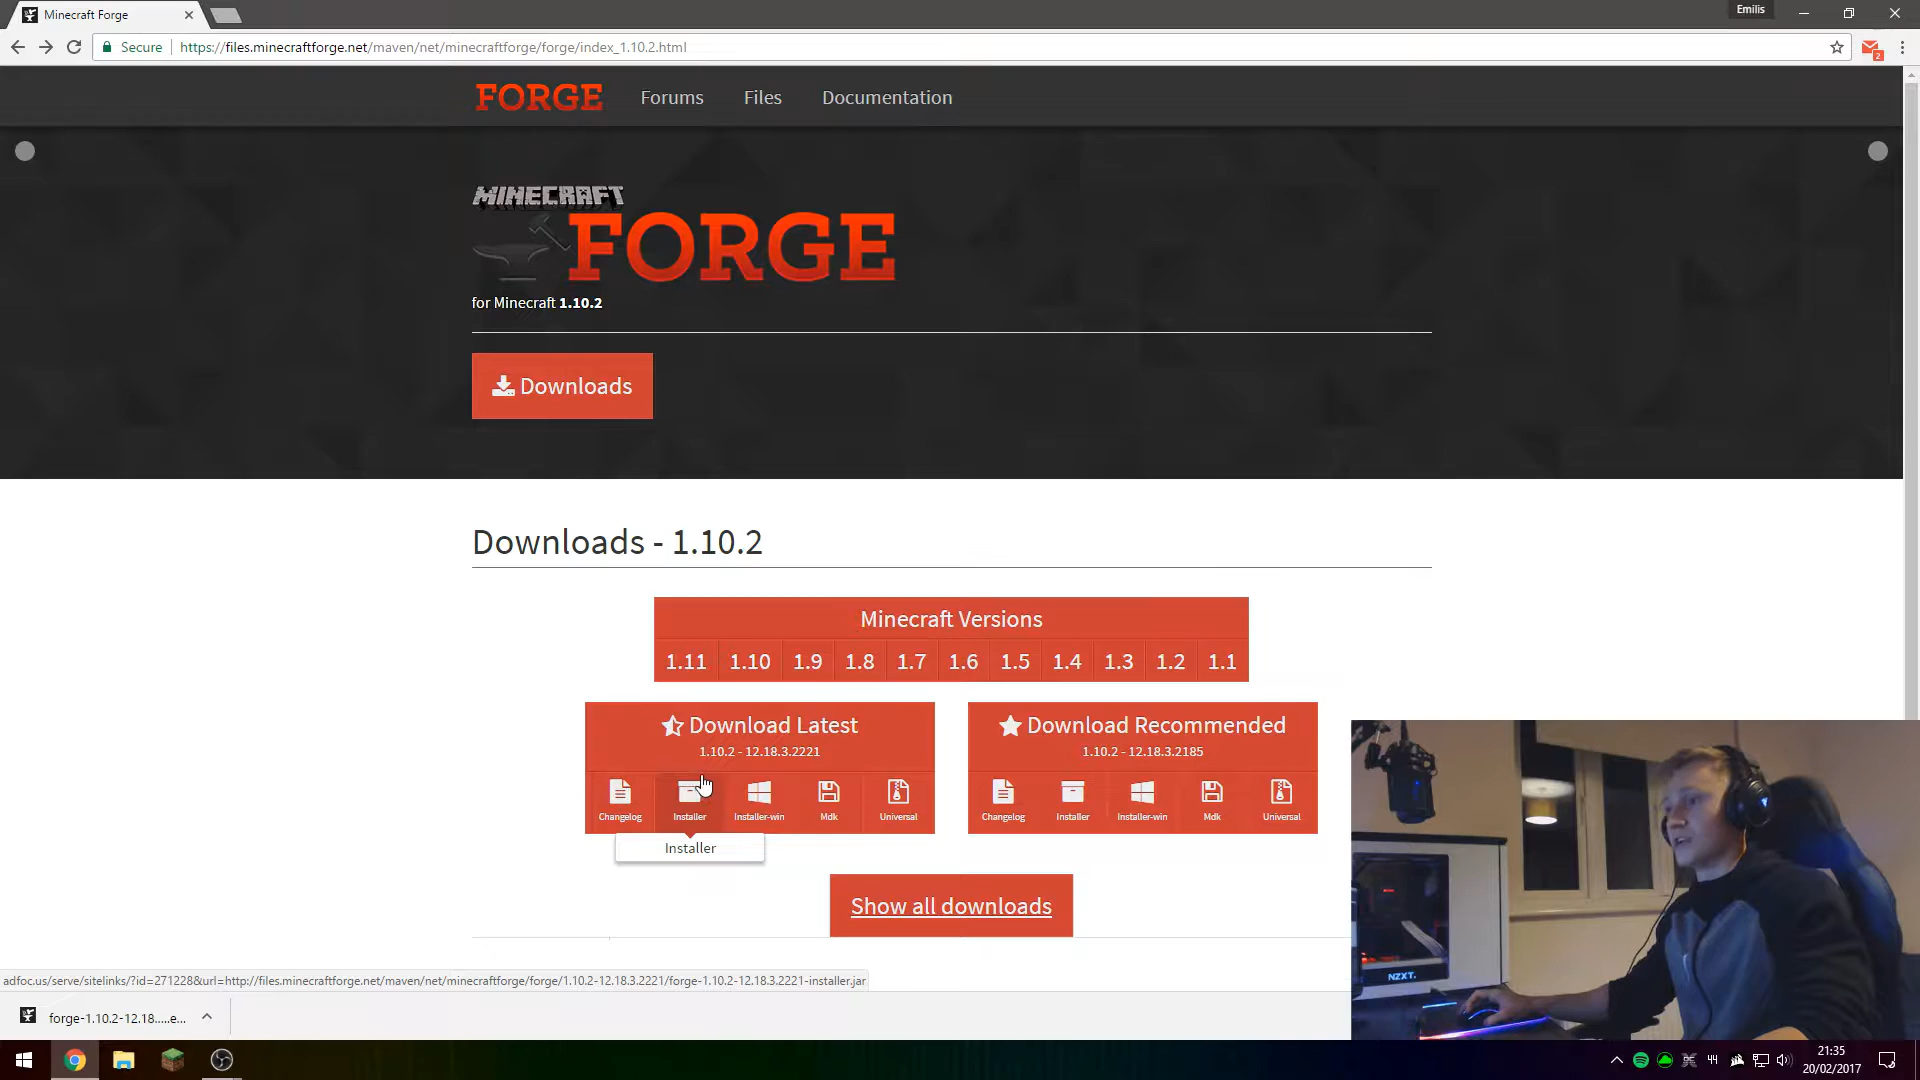 Minecraft Forge
Emilis
Secure
https://files.minecraftforge.net/maven/net/minecraftforge/forge/index_1.10.2.html
2
FORGE
Forums
Files
Documentation
MINECRAFT
FORGE
for Minecraft 1.10.2
Downloads
Downloads - 1.10.2
Minecraft Versions
1.11 1.10 1.9 1.8 1.7 1.6 1.5 1.4 1.3 1.2 1.1
Download Latest
1.10.2 - 12.18.3.2221
Changelog Installer Installer-win Mdk Universal
Installer
Download Recommended
1.10.2 - 12.18.3.2185
Changelog Installer Installer-win Mdk Universal
Show all downloads
adfoc.us/serve/sitelinks/?id=271228&url=http://files.minecraftforge.net/maven/net/minecraftforge/forge/1.10.2-12.18.3.2221/forge-1.10.2-12.18.3.2221-installer.jar
forge-1.10.2-12.18.....e...
NZXT.
44
21:35
20/02/2017